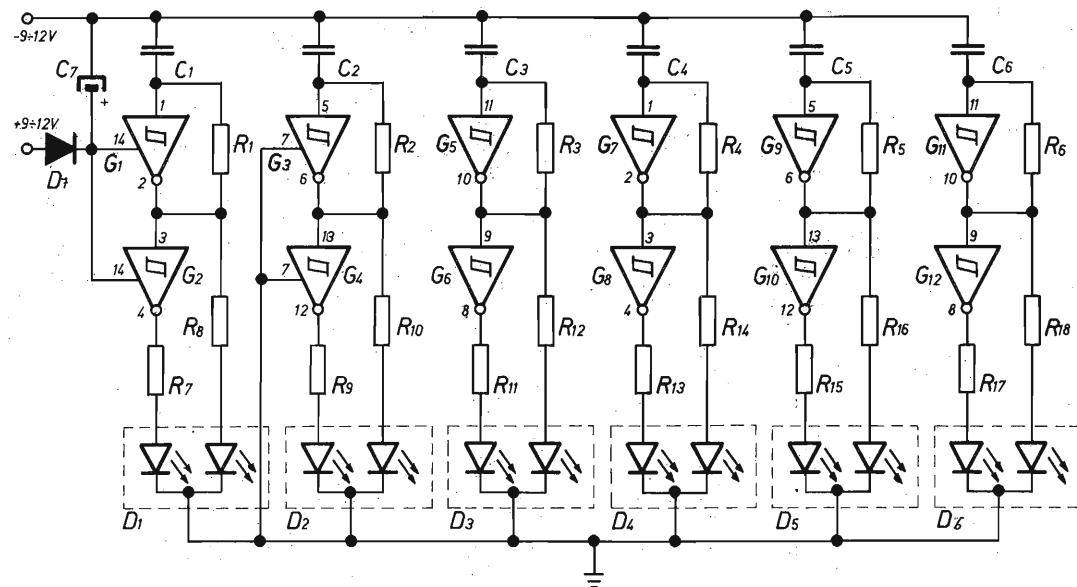 -9÷12V
C7
+
+9÷12V.
D7
C1
C2
C3
C4
C5
C6
1
5
11
1
5
11
14
G1
R1
7
G3
R2
G5
R3
G7
R4
G9
R5
G11
R6
2
6
10
2
6
10
3
13
9
3
13
9
14
G2
7
G4
G6
G8
G10
G12
4
12
8
4
12
8
R8
R10
R12
R14
R16
R18
R7
R9
R11
R13
R15
R17
D1
D2
D3
D4
D5
D6